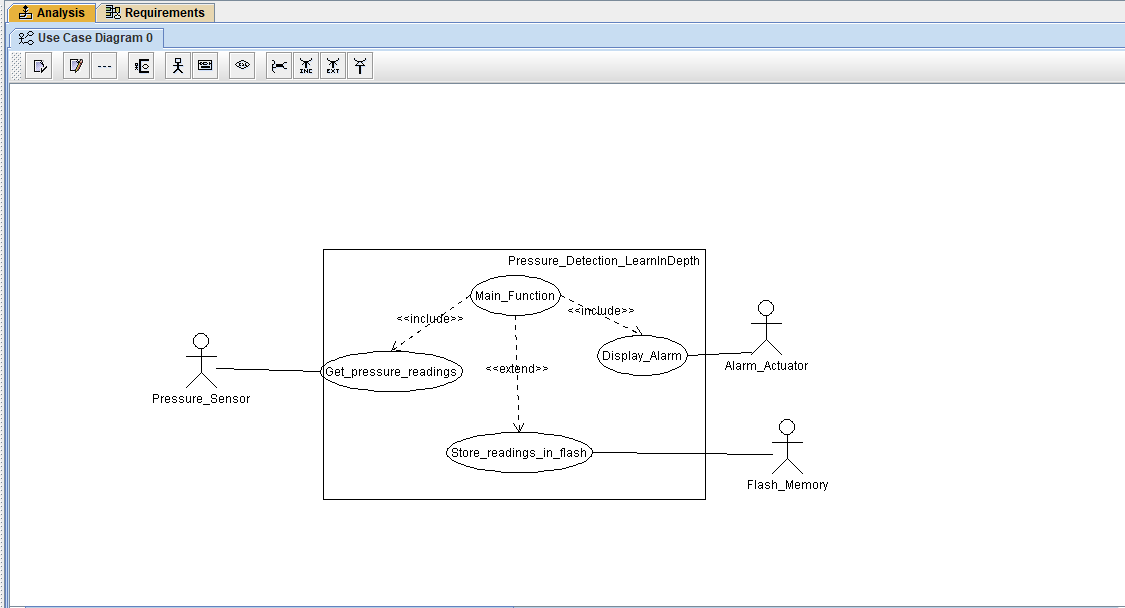 Analysis
Requirements
Use Case Diagram 0
INC
EXT
Pressure_Detection_LearnInDepth
Main_Function
<<include>>
<<include>>
Display_Alarm
Alarm_Actuator
Get_pressure_readings
<<extend>>
Pressure_Sensor
Store_readings_in_flash
Flash_Memory